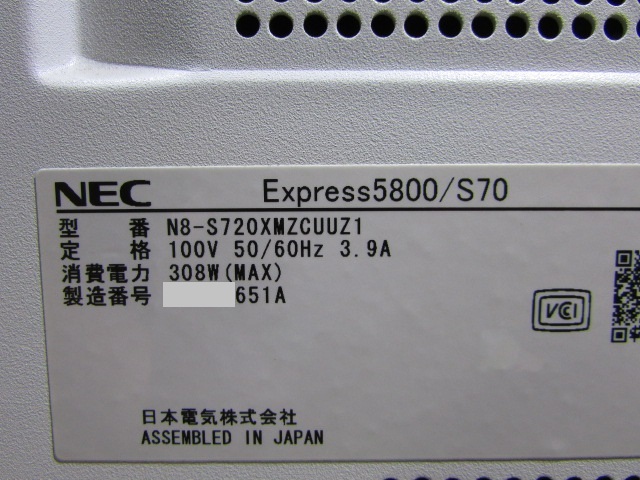 NEC Express5800/S70
型 番 N8-S720XMZCUUZ1
定 格 100V 50/60Hz 3.9A
消費電力 308W(MAX)
製造番号 651A
VCCI
日本電気株式会社
ASSEMBLED IN JAPAN